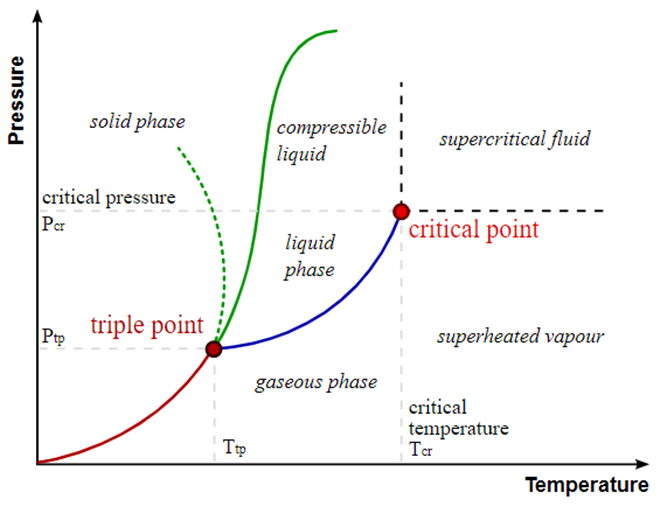 Pressure
solid phase
compressible
liquid
supercritical fluid
critical pressure
Pcr
critical point
liquid
phase
triple point
Ptp
superheated vapour
gaseous phase
critical
temperature
Tcr
Ttp
Temperature